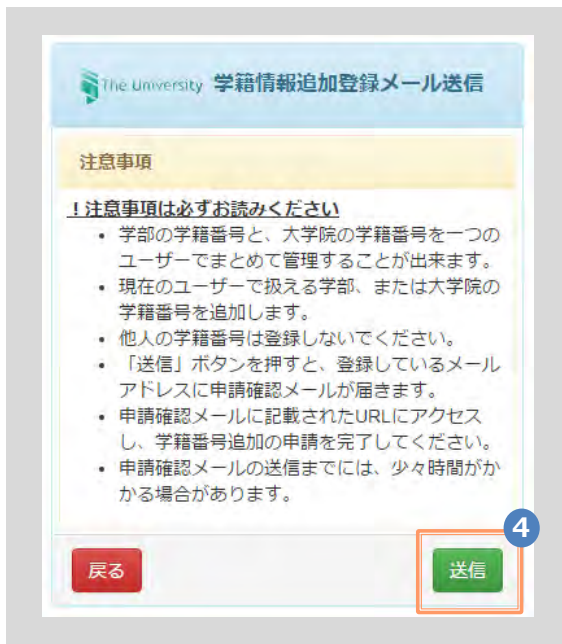 The University 学籍情報追加登録メール送信
注意事項
!注意事項は必ずお読みください
• 学部の学籍番号と、大学院の学籍番号を一つの
ユーザーでまとめて管理することが出来ます。
• 現在のユーザーで扱える学部、または大学院の
学籍番号を追加します。
• 他人の学籍番号は登録しないでください。
• 「送信」ボタンを押すと、登録しているメール
アドレスに申請確認メールが届きます。
• 申請確認メールに記載されたURLにアクセス
し、学籍番号追加の申請を完了してください。
• 申請確認メールの送信までには、少々時間がか
かる場合があります。
4
戻る 送信